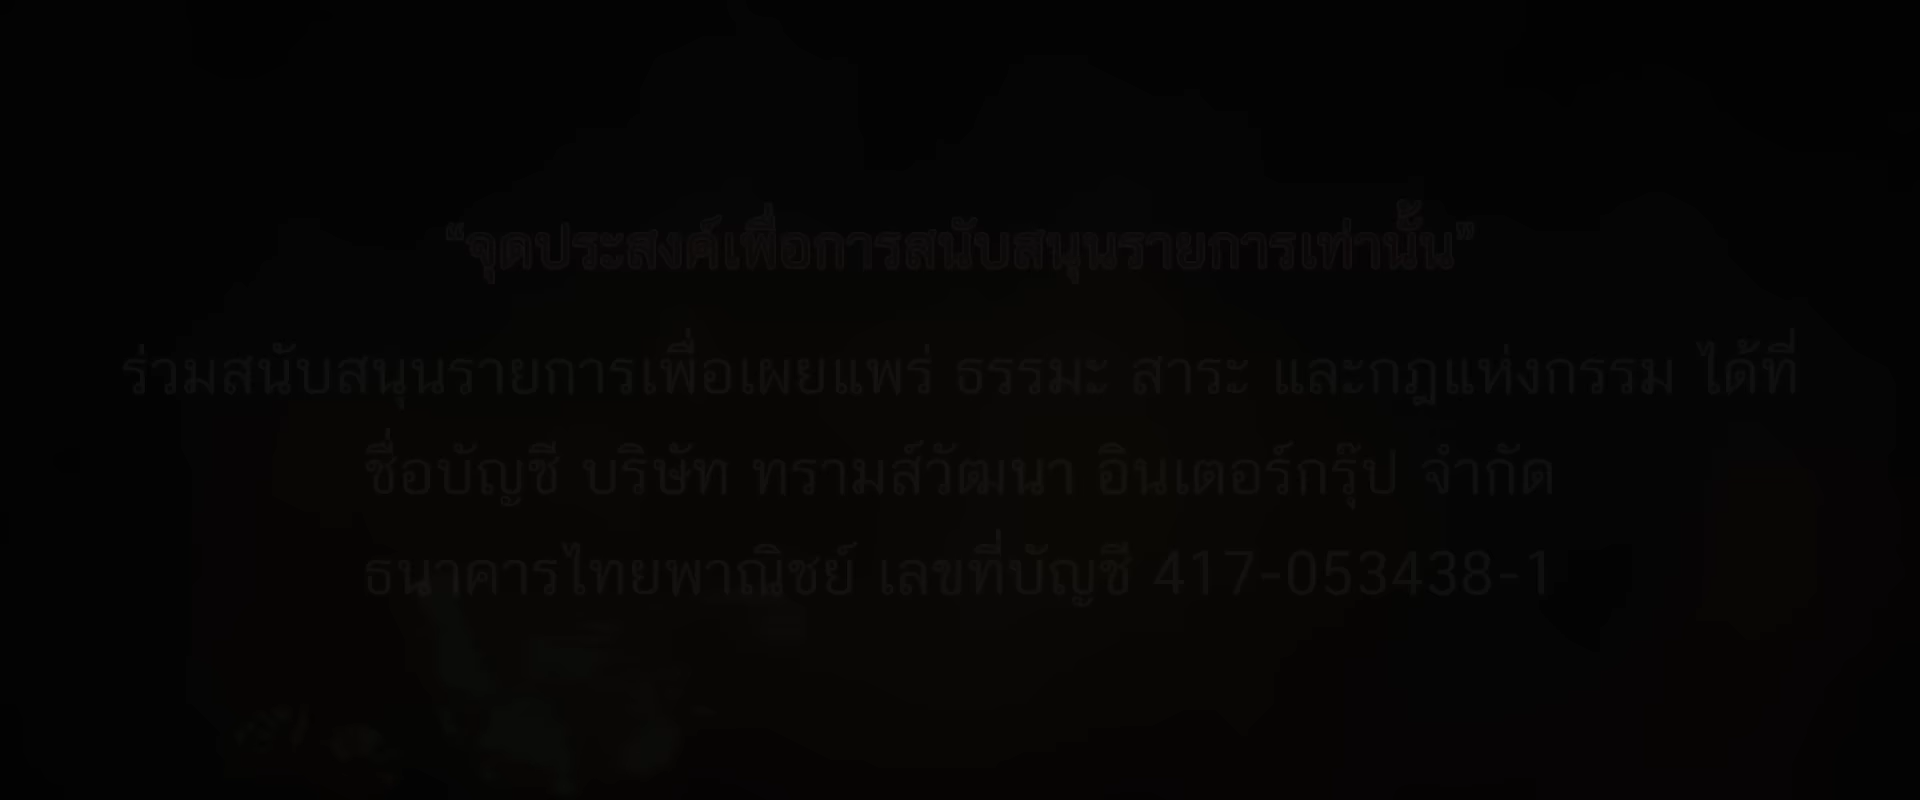 “จุดประสงค์เพื่อการสนับสนุนรายการเท่านั้น”
ร่วมสนับสนุนรายการเพื่อเผยแพร่ ธรรมะ สาระ และกฎแห่งกรรม ได้ที่
ชื่อบัญชี บริษัท ทรามส์วัฒนา อินเตอร์กรุ๊ป จำกัด
ธนาคารไทยพาณิชย์ เลขที่บัญชี 417-053438-1